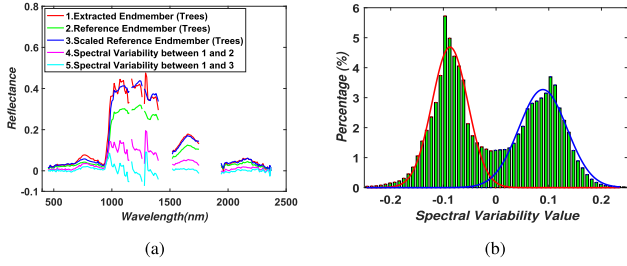 0.8
0.6
0.4
0.2
0
-0.1
Reflectance
1.Extracted Endmember (Trees)
2.Reference Endmember (Trees)
3.Scaled Reference Endmember (Trees)
4.Spectral Variability between 1 and 2
5.Spectral Variability between 1 and 3
500 1000 1500 2000 2500
Wavelength(nm)
(a)
6
5
4
3
2
1
0
Percentage (%)
-0.2 -0.1 0 0.1 0.2
Spectral Variability Value
(b)